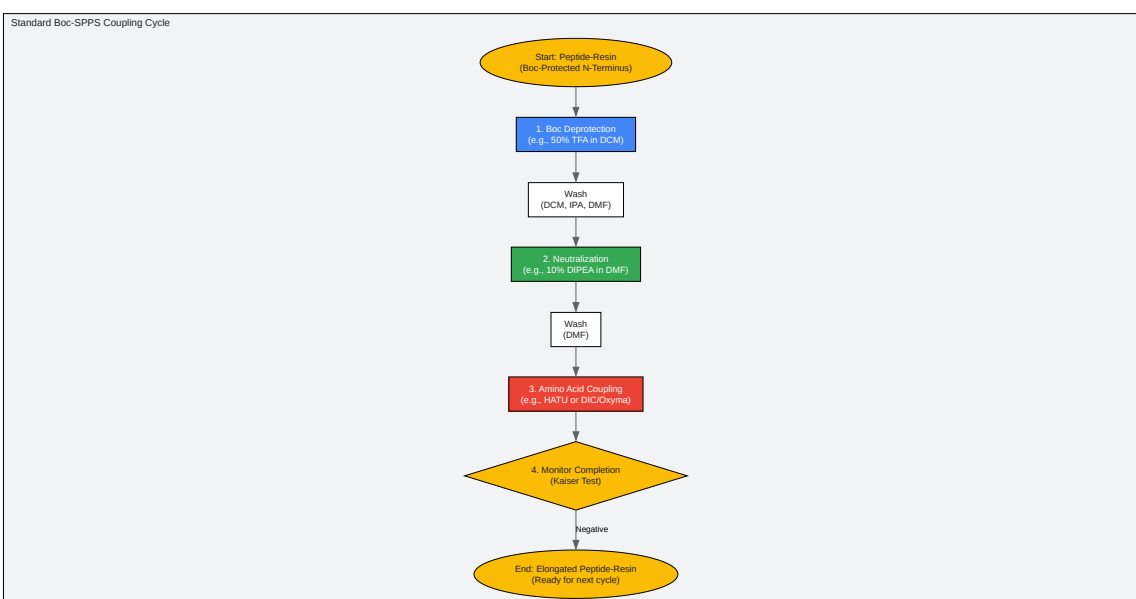 Standard Boc-SPPS Coupling Cycle
Start: Peptide-Resin
(Boc-Protected N-Terminus)
1. Boc Deprotection
(e.g., 50% TFA in DCM)
Wash
(DCM, IPA, DMF)
2. Neutralization
(e.g., 10% DIPEA in DMF)
Wash
(DMF)
3. Amino Acid Coupling
(e.g., HATU or DIC/Oxyma)
4. Monitor Completion
(Kaiser Test)
Negative
End: Elongated Peptide-Resin
(Ready for next cycle)